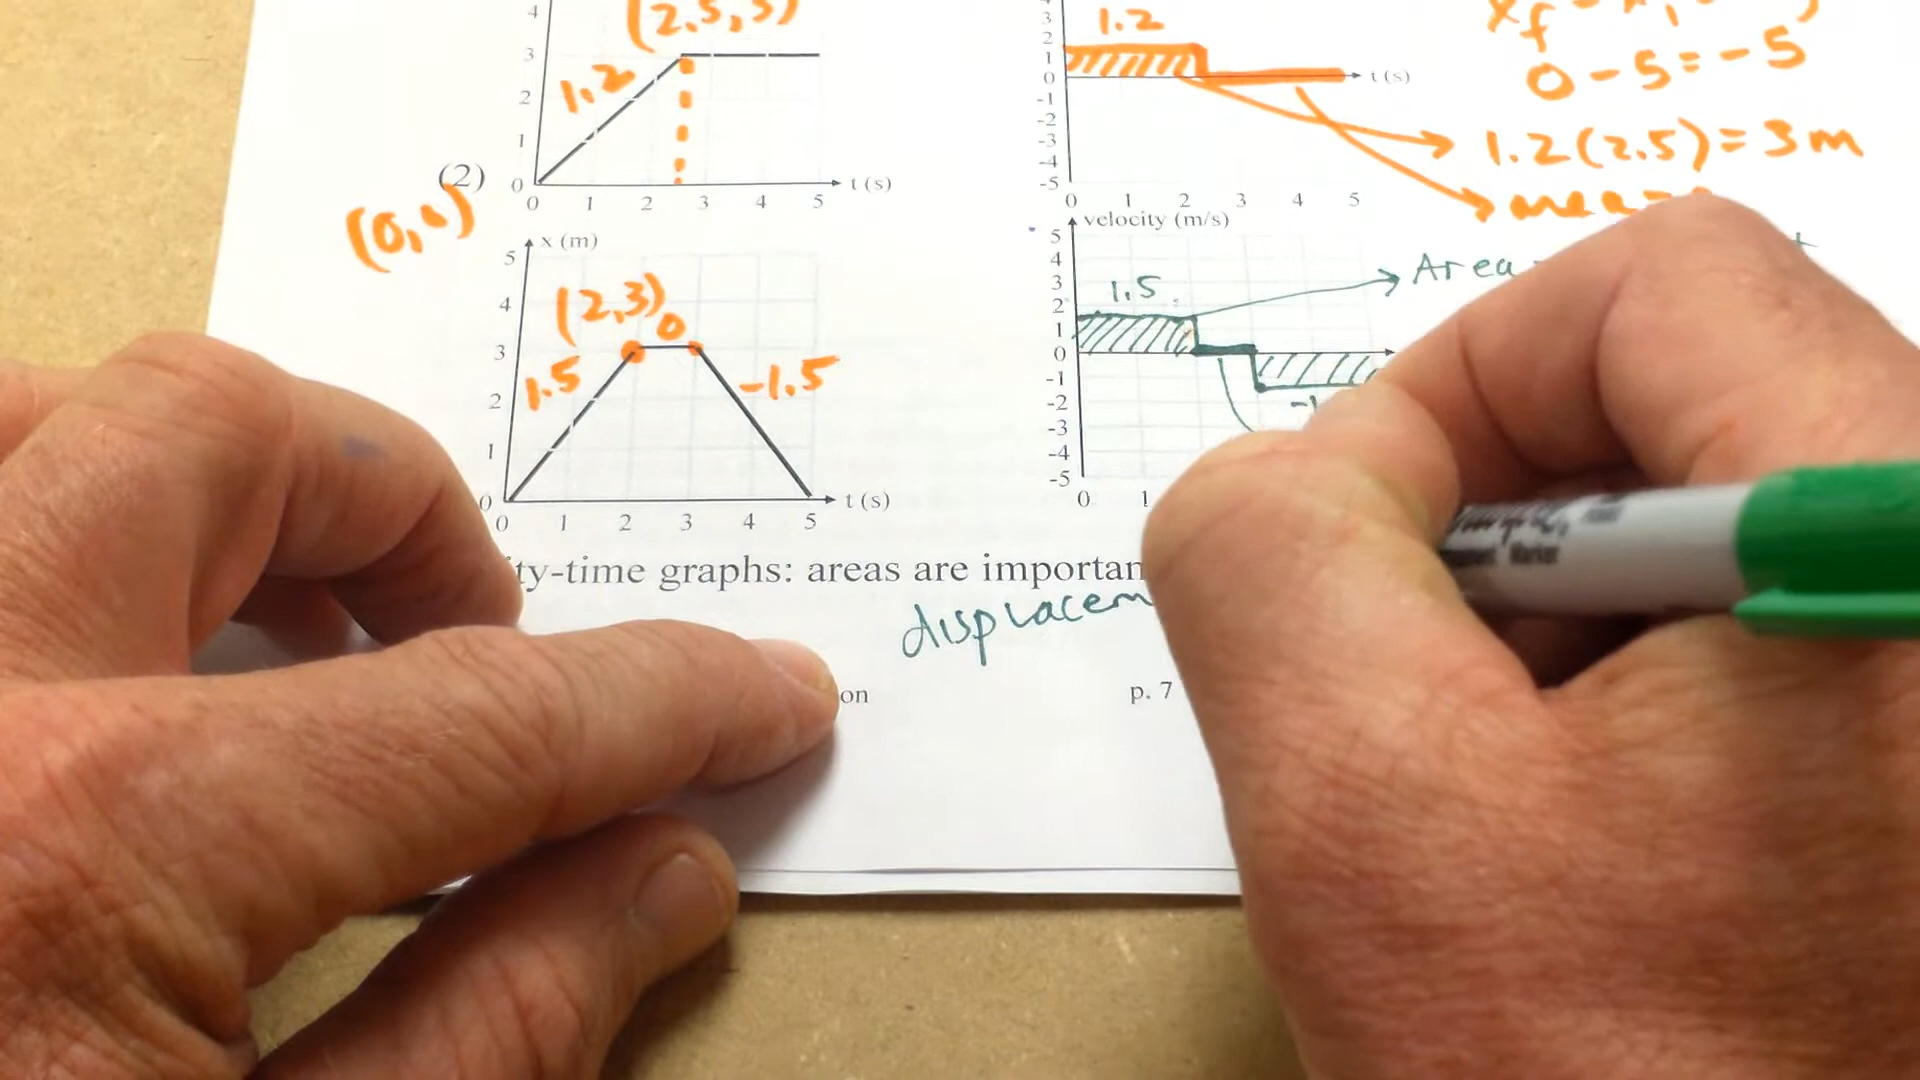 4
(2.5, 3)
3
1.2
2
1
(2)
0
t (s)
0 1 2 3 4 5
(0,0)
x (m)
5
(2,3)
4
0
3
1.5
-1.5
2
1
0
t (s)
0 1 2 3 4 5
3
1.2
2
1
0
t (s)
-1
-2
-3
-4
-5
0 1 2 3 4 5
0 - 5 = - 5
1.2(2.5) = 3m
area =
velocity (m/s)
5
4
Area
3
1.5
2
1
0
-1
-2
-3
-4
-5
0 1
ty-time graphs: areas are importan
displacem
on
p. 7